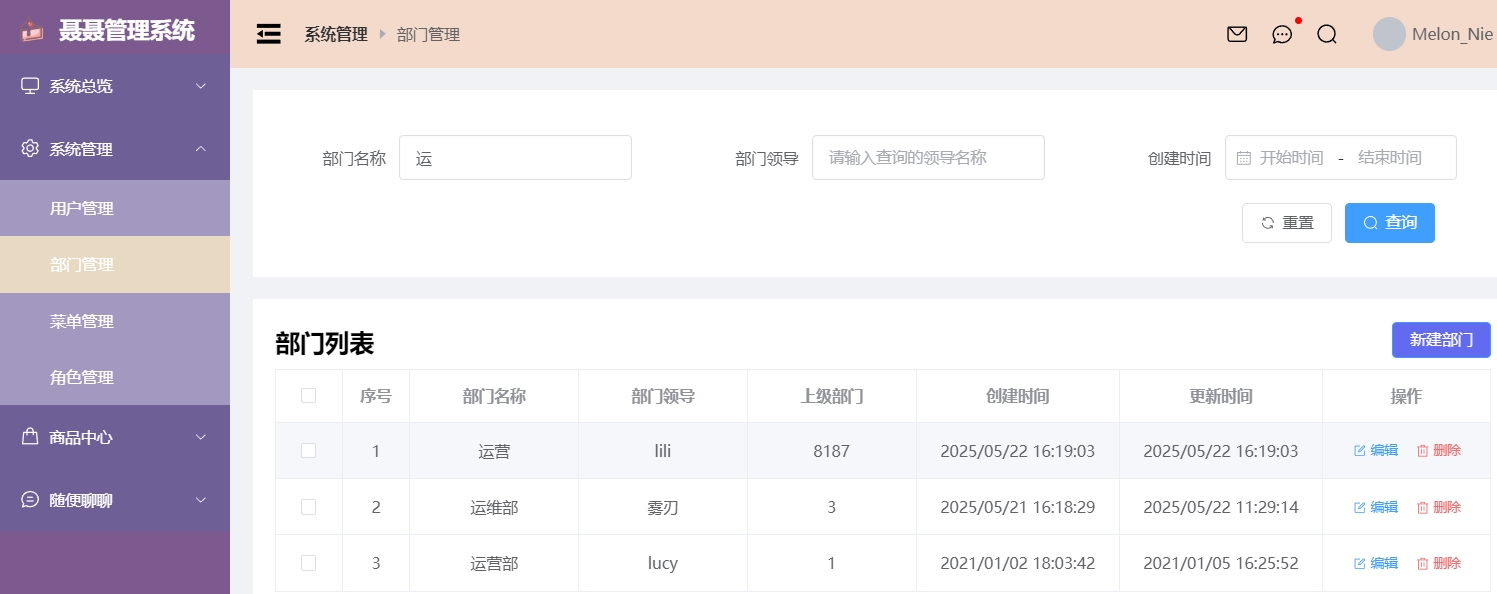 聂聂管理系统
系统总览
系统管理
用户管理
部门管理
菜单管理
角色管理
商品中心
随便聊聊
系统管理 部门管理
Melon_Nie
部门名称 运 部门领导 请输入查询的领导名称 创建时间 开始时间 - 结束时间
重置 查询
部门列表 新建部门
序号 部门名称 部门领导 上级部门 创建时间 更新时间 操作
1 运营 lili 8187 2025/05/22 16:19:03 2025/05/22 16:19:03 编辑 删除
2 运维部 雾刃 3 2025/05/21 16:18:29 2025/05/22 11:29:14 编辑 删除
3 运营部 lucy 1 2021/01/02 18:03:42 2021/01/05 16:25:52 编辑 删除